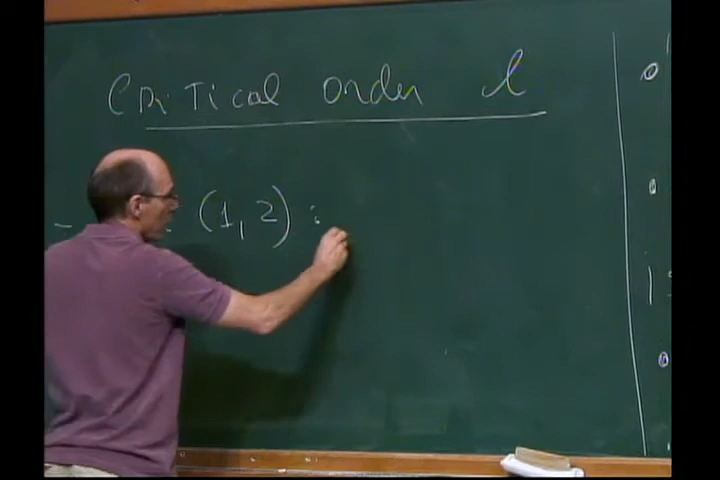 Critical order l
(1, 2) :